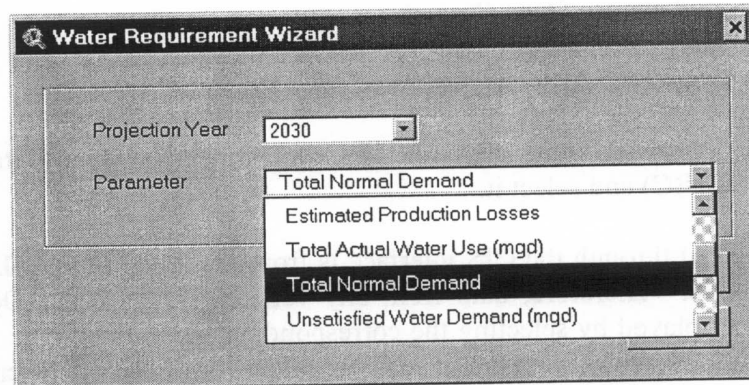 Water Requirement Wizard
Projection Year 2030
Parameter Total Normal Demand
Estimated Production Losses
Total Actual Water Use (mgd)
Total Normal Demand
Unsatisfied Water Demand (mgd)